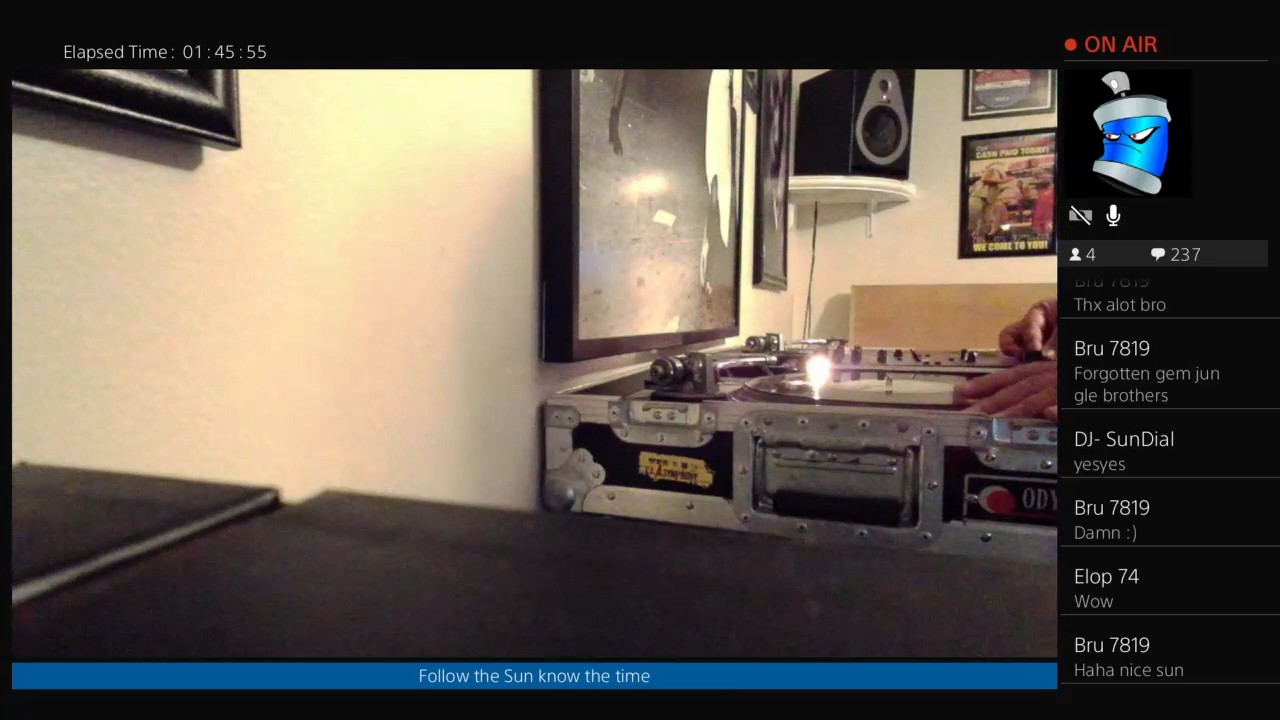 Elapsed Time: 01:45:55
ON AIR
CASH PAID TODAY!
WE COME TO YOU!
4
237
Bru 7819
Thx alot bro
Bru 7819
Forgotten gem jun
gle brothers
DJ- SunDial
yesyes
Bru 7819
Damn :)
Elop 74
Wow
Bru 7819
Haha nice sun
ODY
Follow the Sun know the time